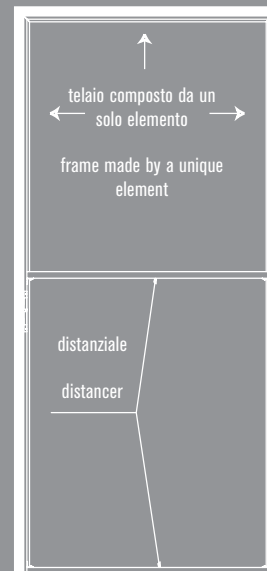 telaio composto da un
solo elemento
frame made by a unique
element
distanziale
distancer